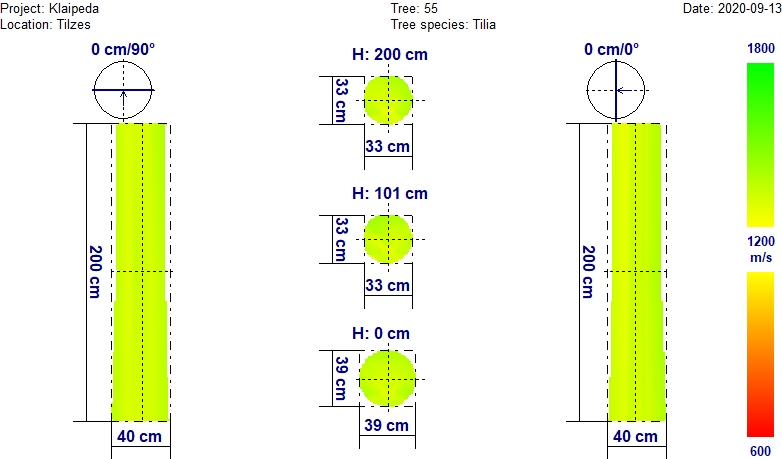 Project: Klaipeda
Tree: 55
Date: 2020-09-13
Location: Tilzes
Tree species: Tilia
0 cm/90°
H: 200 cm
0 cm/0°
1800
33 cm
33 cm
H: 101 cm
33 cm
33 cm
200 cm
200 cm
1200
m/s
H: 0 cm
39 cm
39 cm
40 cm
40 cm
600